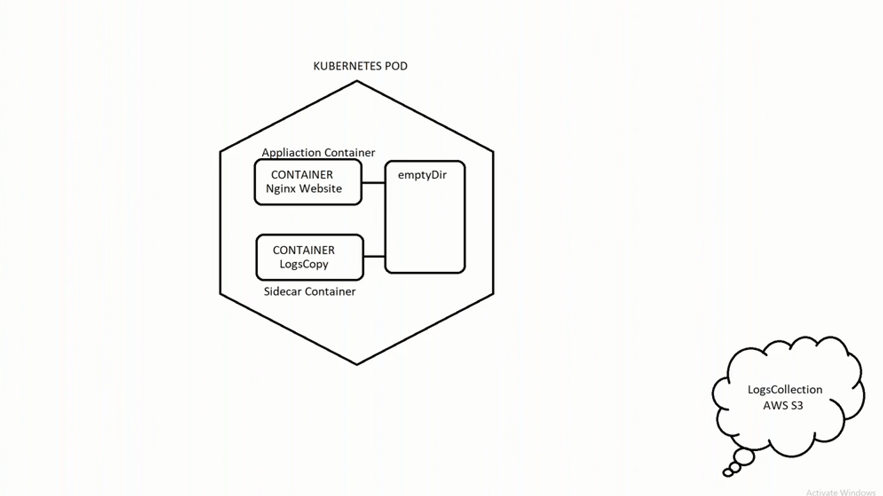 KUBERNETES POD
Appliaction Container
CONTAINER
Nginx Website
emptyDir
CONTAINER
LogsCopy
Sidecar Container
LogsCollection
AWS S3
Activate Windows